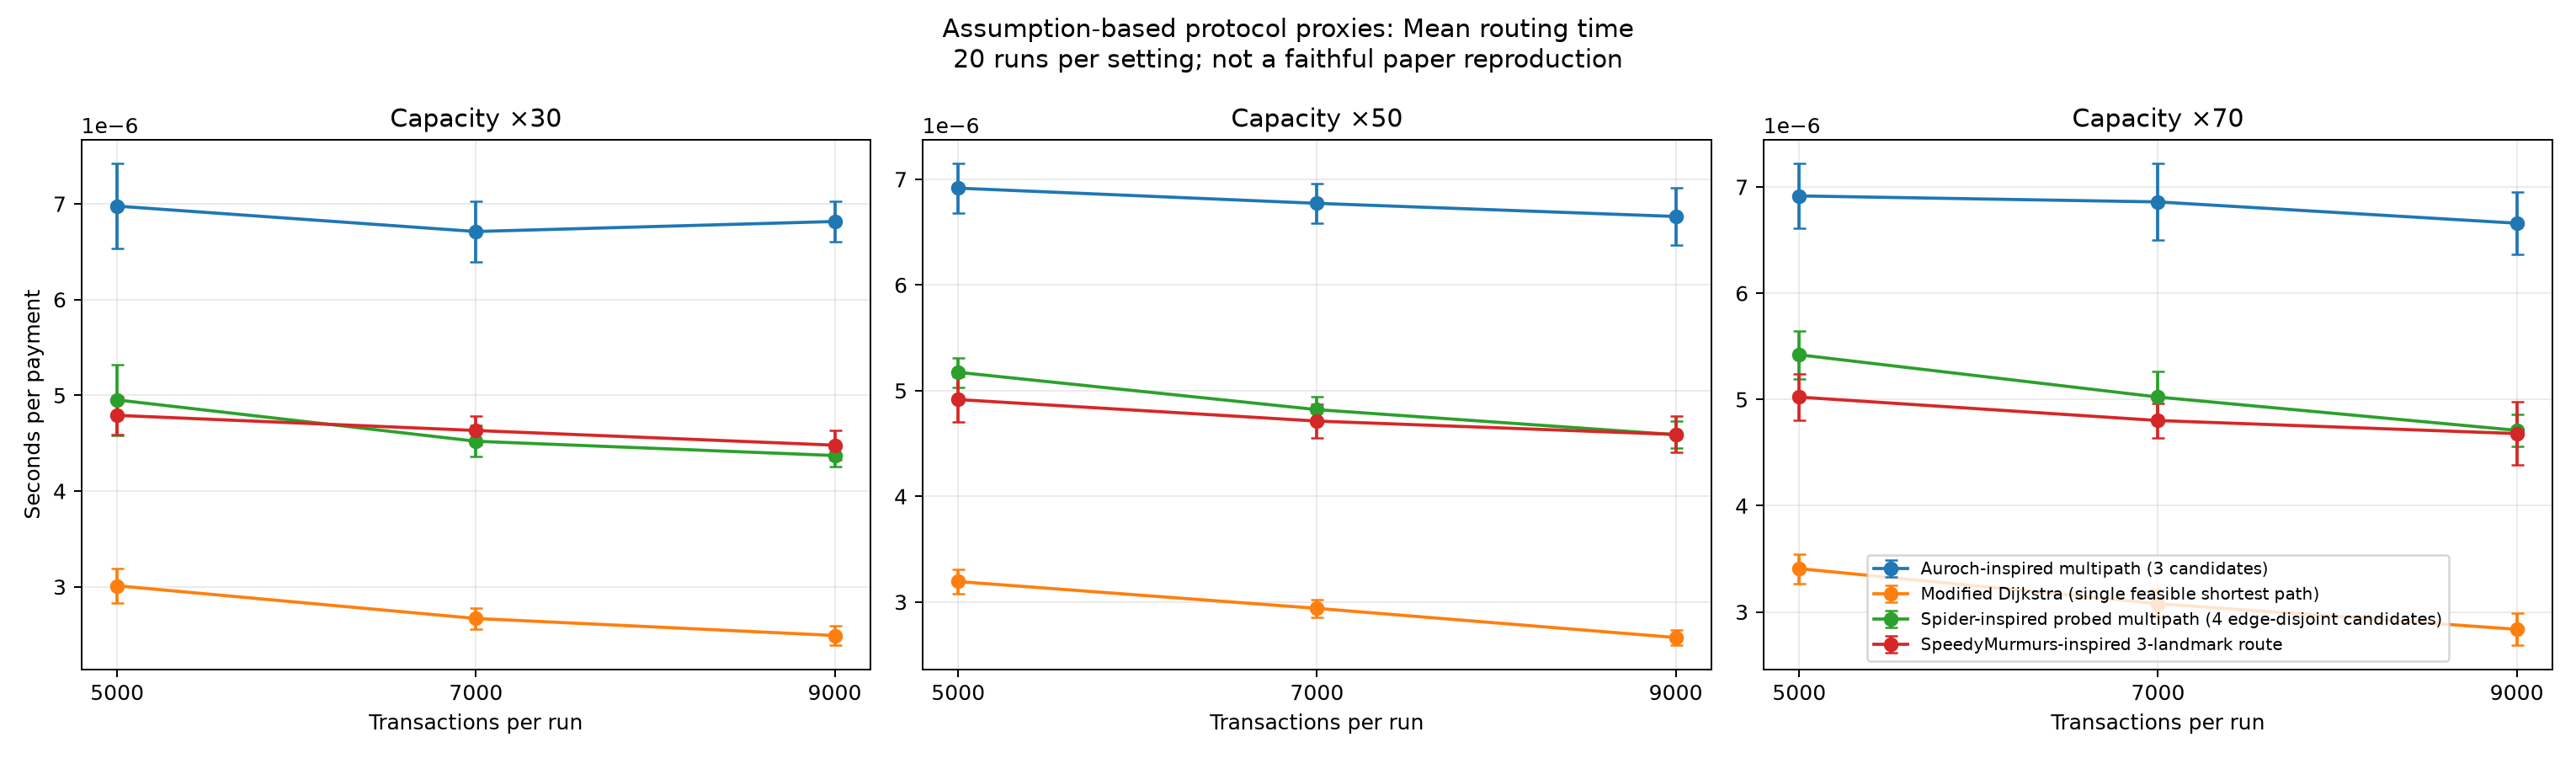 Assumption-based protocol proxies: Mean routing time
20 runs per setting; not a faithful paper reproduction
Capacity ×30
1e−6
Seconds per payment
7
6
5
4
3
5000
7000
9000
Transactions per run
Capacity ×50
1e−6
7
6
5
4
3
5000
7000
9000
Transactions per run
Capacity ×70
1e−6
7
6
5
4
3
Auroch-inspired multipath (3 candidates)
Modified Dijkstra (single feasible shortest path)
Spider-inspired probed multipath (4 edge-disjoint candidates)
SpeedyMurmurs-inspired 3-landmark route
5000
7000
9000
Transactions per run